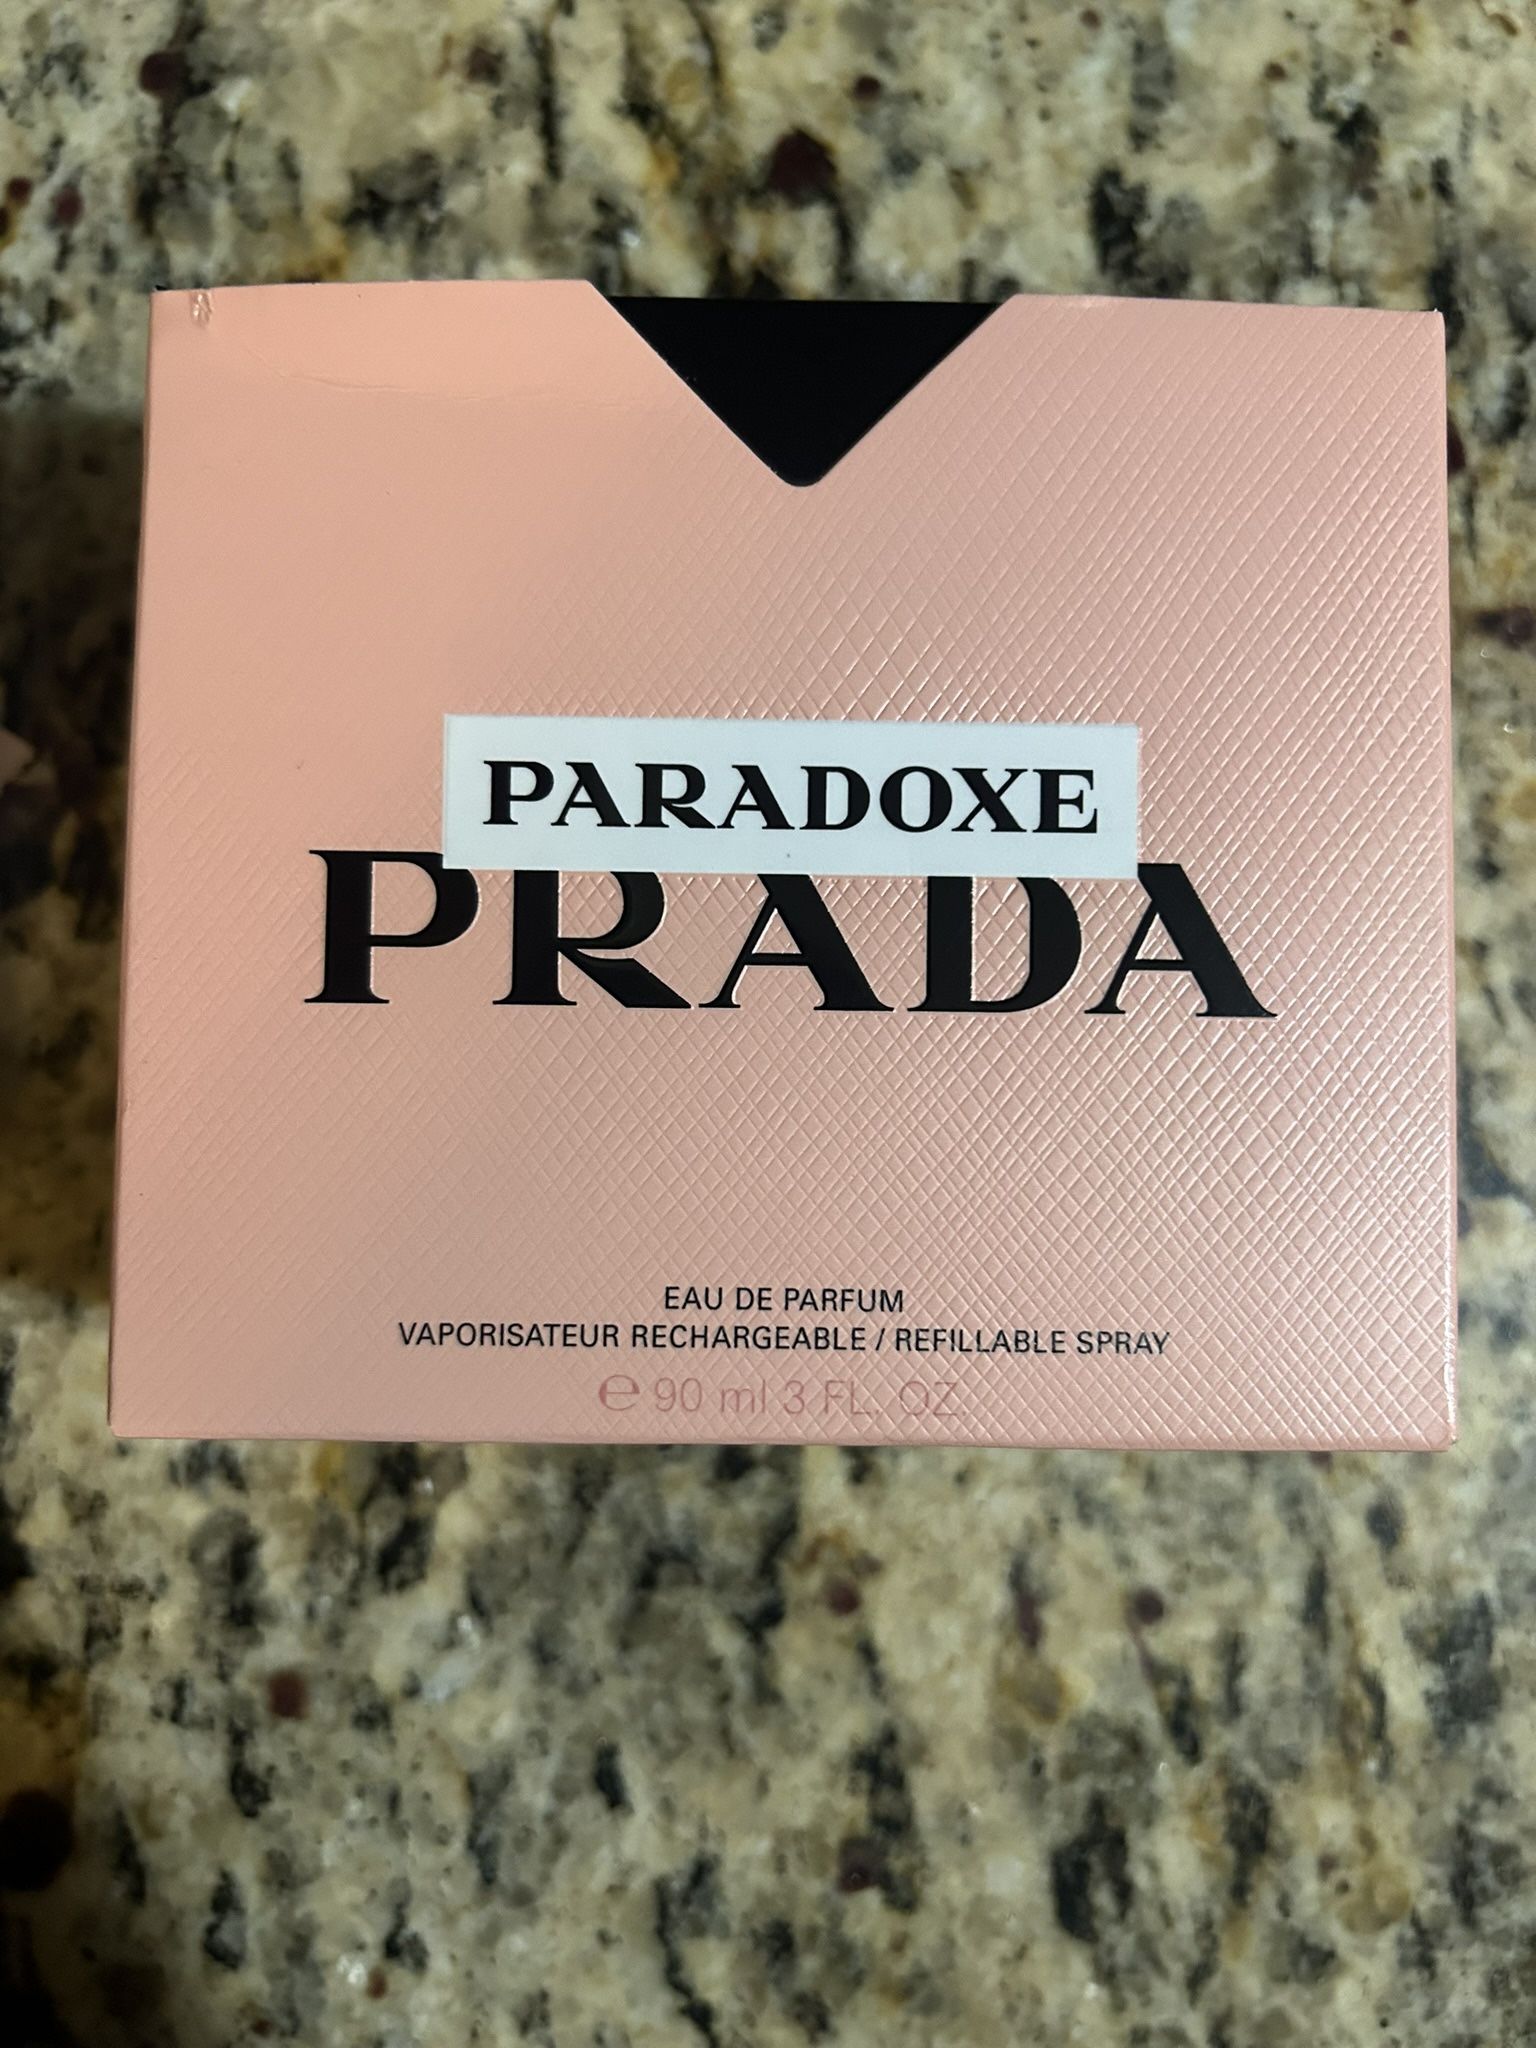 PARADOXE
PRADA
EAU DE PARFUM
VAPORISATEUR RECHARGEABLE / REFILLABLE SPRAY
℮ 90 ml 3 FL. OZ.